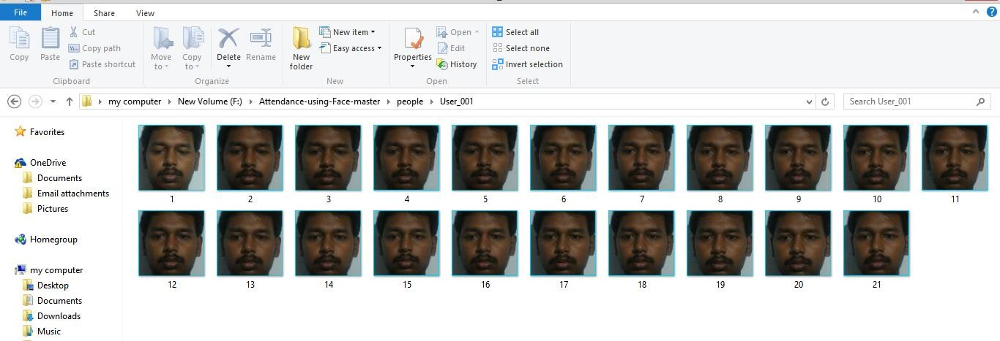 File Home Share View
Cut
Copy path
Paste shortcut
Copy Paste
Clipboard
Move to Copy to Delete Rename
Organize
New folder
New item
Easy access
New
Properties
Open
Edit
History
Open
Select all
Select none
Invert selection
Select
my computer New Volume (F:) Attendance-using-Face-master people User_001
Search User_001
Favorites
OneDrive
Documents
Email attachments
Pictures
Homegroup
my computer
Desktop
Documents
Downloads
Music
1 2 3 4 5 6 7 8 9 10 11
12 13 14 15 16 17 18 19 20 21